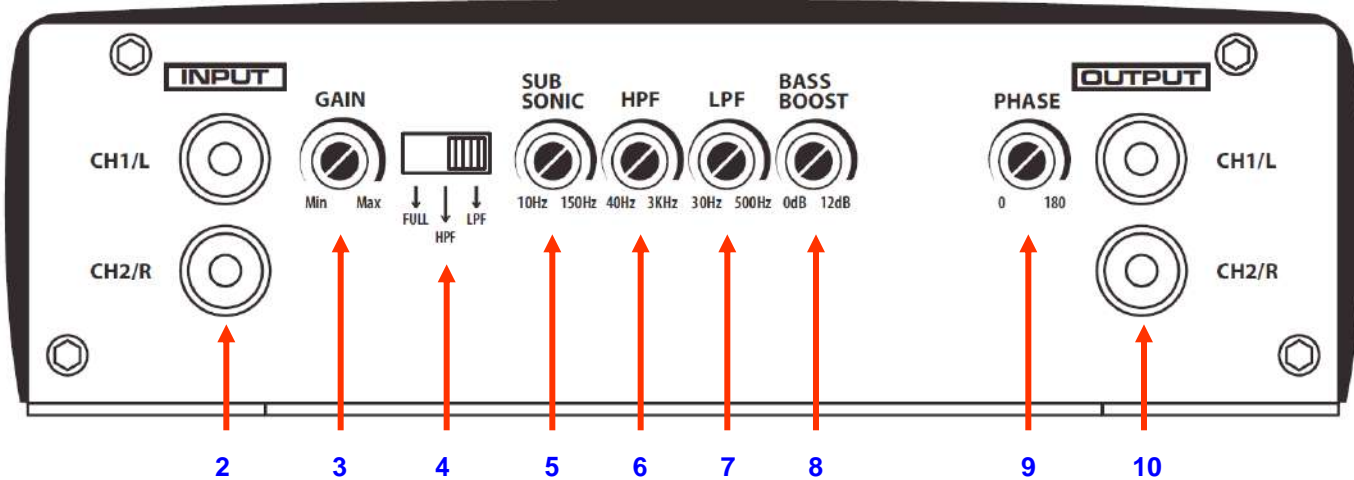 INPUT
OUTPUT
GAIN
SUB
SONIC
HPF
LPF
BASS
BOOST
PHASE
CH1/L
CH1/L
Min Max
FULL
HPF
LPF
10Hz 150Hz
40Hz 3KHz
30Hz 500Hz
0dB 12dB
0 180
CH2/R
CH2/R
2 3 4 5 6 7 8 9 10